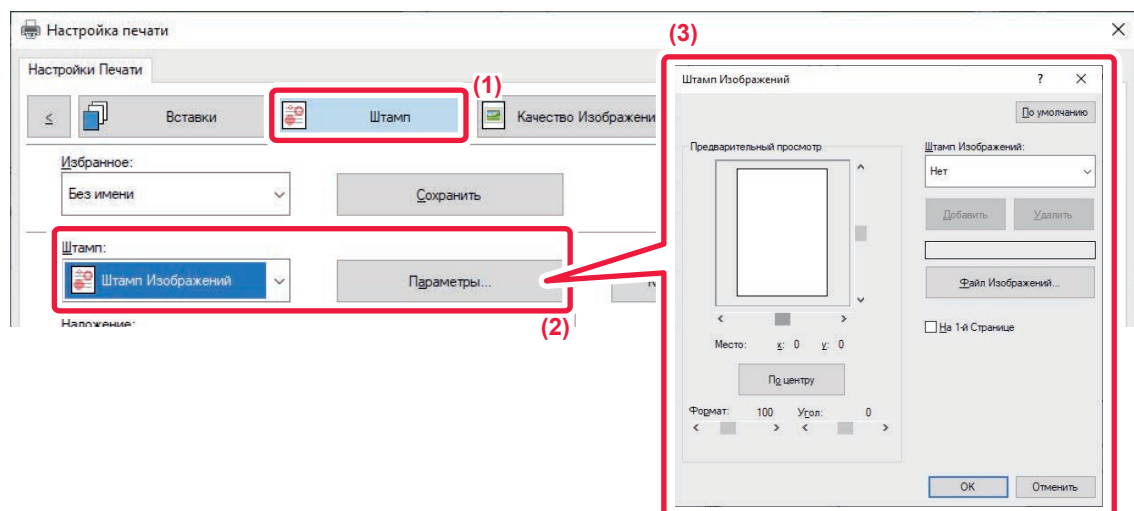 Настройка печати
Настройки Печати
(1)
≤ Вставки Штамп Качество Изображени
Избранное:
Без имени Сохранить
Штамп:
Штамп Изображений Параметры...
(2)
Наложение:
(3)
Штамп Изображений ? ×
По умолчанию
Предварительный просмотр
Штамп Изображений:
Нет
Добавить Удалить
Файл Изображений...
На 1-й Странице
Место: x: 0 y: 0
По центру
Формат: 100 Угол: 0
OK Отменить